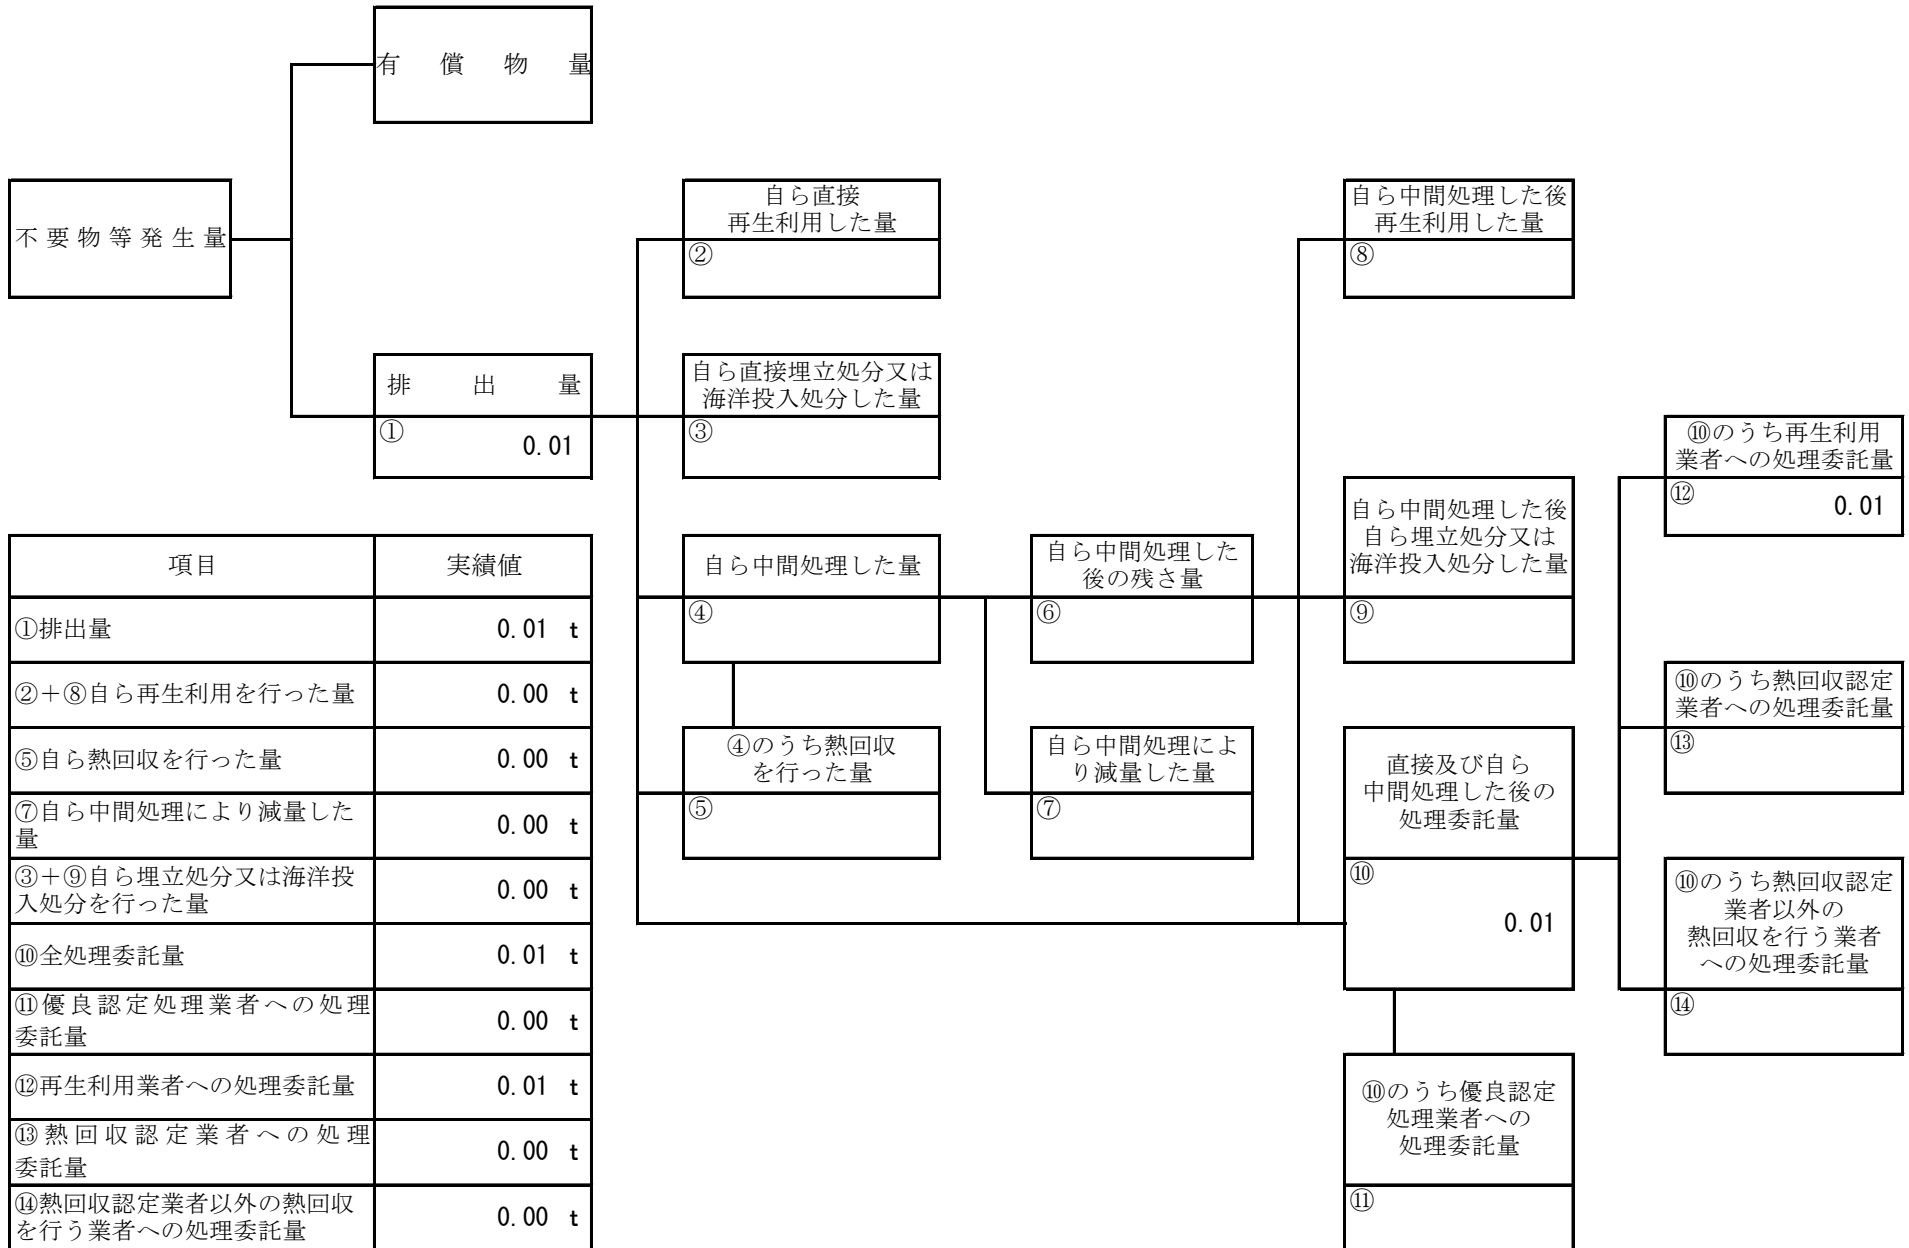 有償物量
不要物等発生量
排出量
①
0.01
自ら直接
再生利用した量
②
自ら直接埋立処分又は
海洋投入処分した量
③
自ら中間処理した量
④
④のうち熱回収
を行った量
⑤
自ら中間処理した
後の残さ量
⑥
自ら中間処理によ
り減量した量
⑦
自ら中間処理した後
再生利用した量
⑧
自ら中間処理した後
自ら埋立処分又は
海洋投入処分した量
⑨
直接及び自ら
中間処理した後の
処理委託量
⑩
0.01
⑩のうち優良認定
処理業者への
処理委託量
⑪
⑩のうち再生利用
業者への処理委託量
⑫
0.01
⑩のうち熱回収認定
業者への処理委託量
⑬
⑩のうち熱回収認定
業者以外の
熱回収を行う業者
への処理委託量
⑭
項目 実績値
①排出量 0.01 t
②＋⑧自ら再生利用を行った量 0.00 t
⑤自ら熱回収を行った量 0.00 t
⑦自ら中間処理により減量した
量 0.00 t
③＋⑨自ら埋立処分又は海洋投
入処分を行った量 0.00 t
⑩全処理委託量 0.01 t
⑪優良認定処理業者への処理
委託量 0.00 t
⑫再生利用業者への処理委託量 0.01 t
⑬熱回収認定業者への処理
委託量 0.00 t
⑭熱回収認定業者以外の熱回収
を行う業者への処理委託量 0.00 t